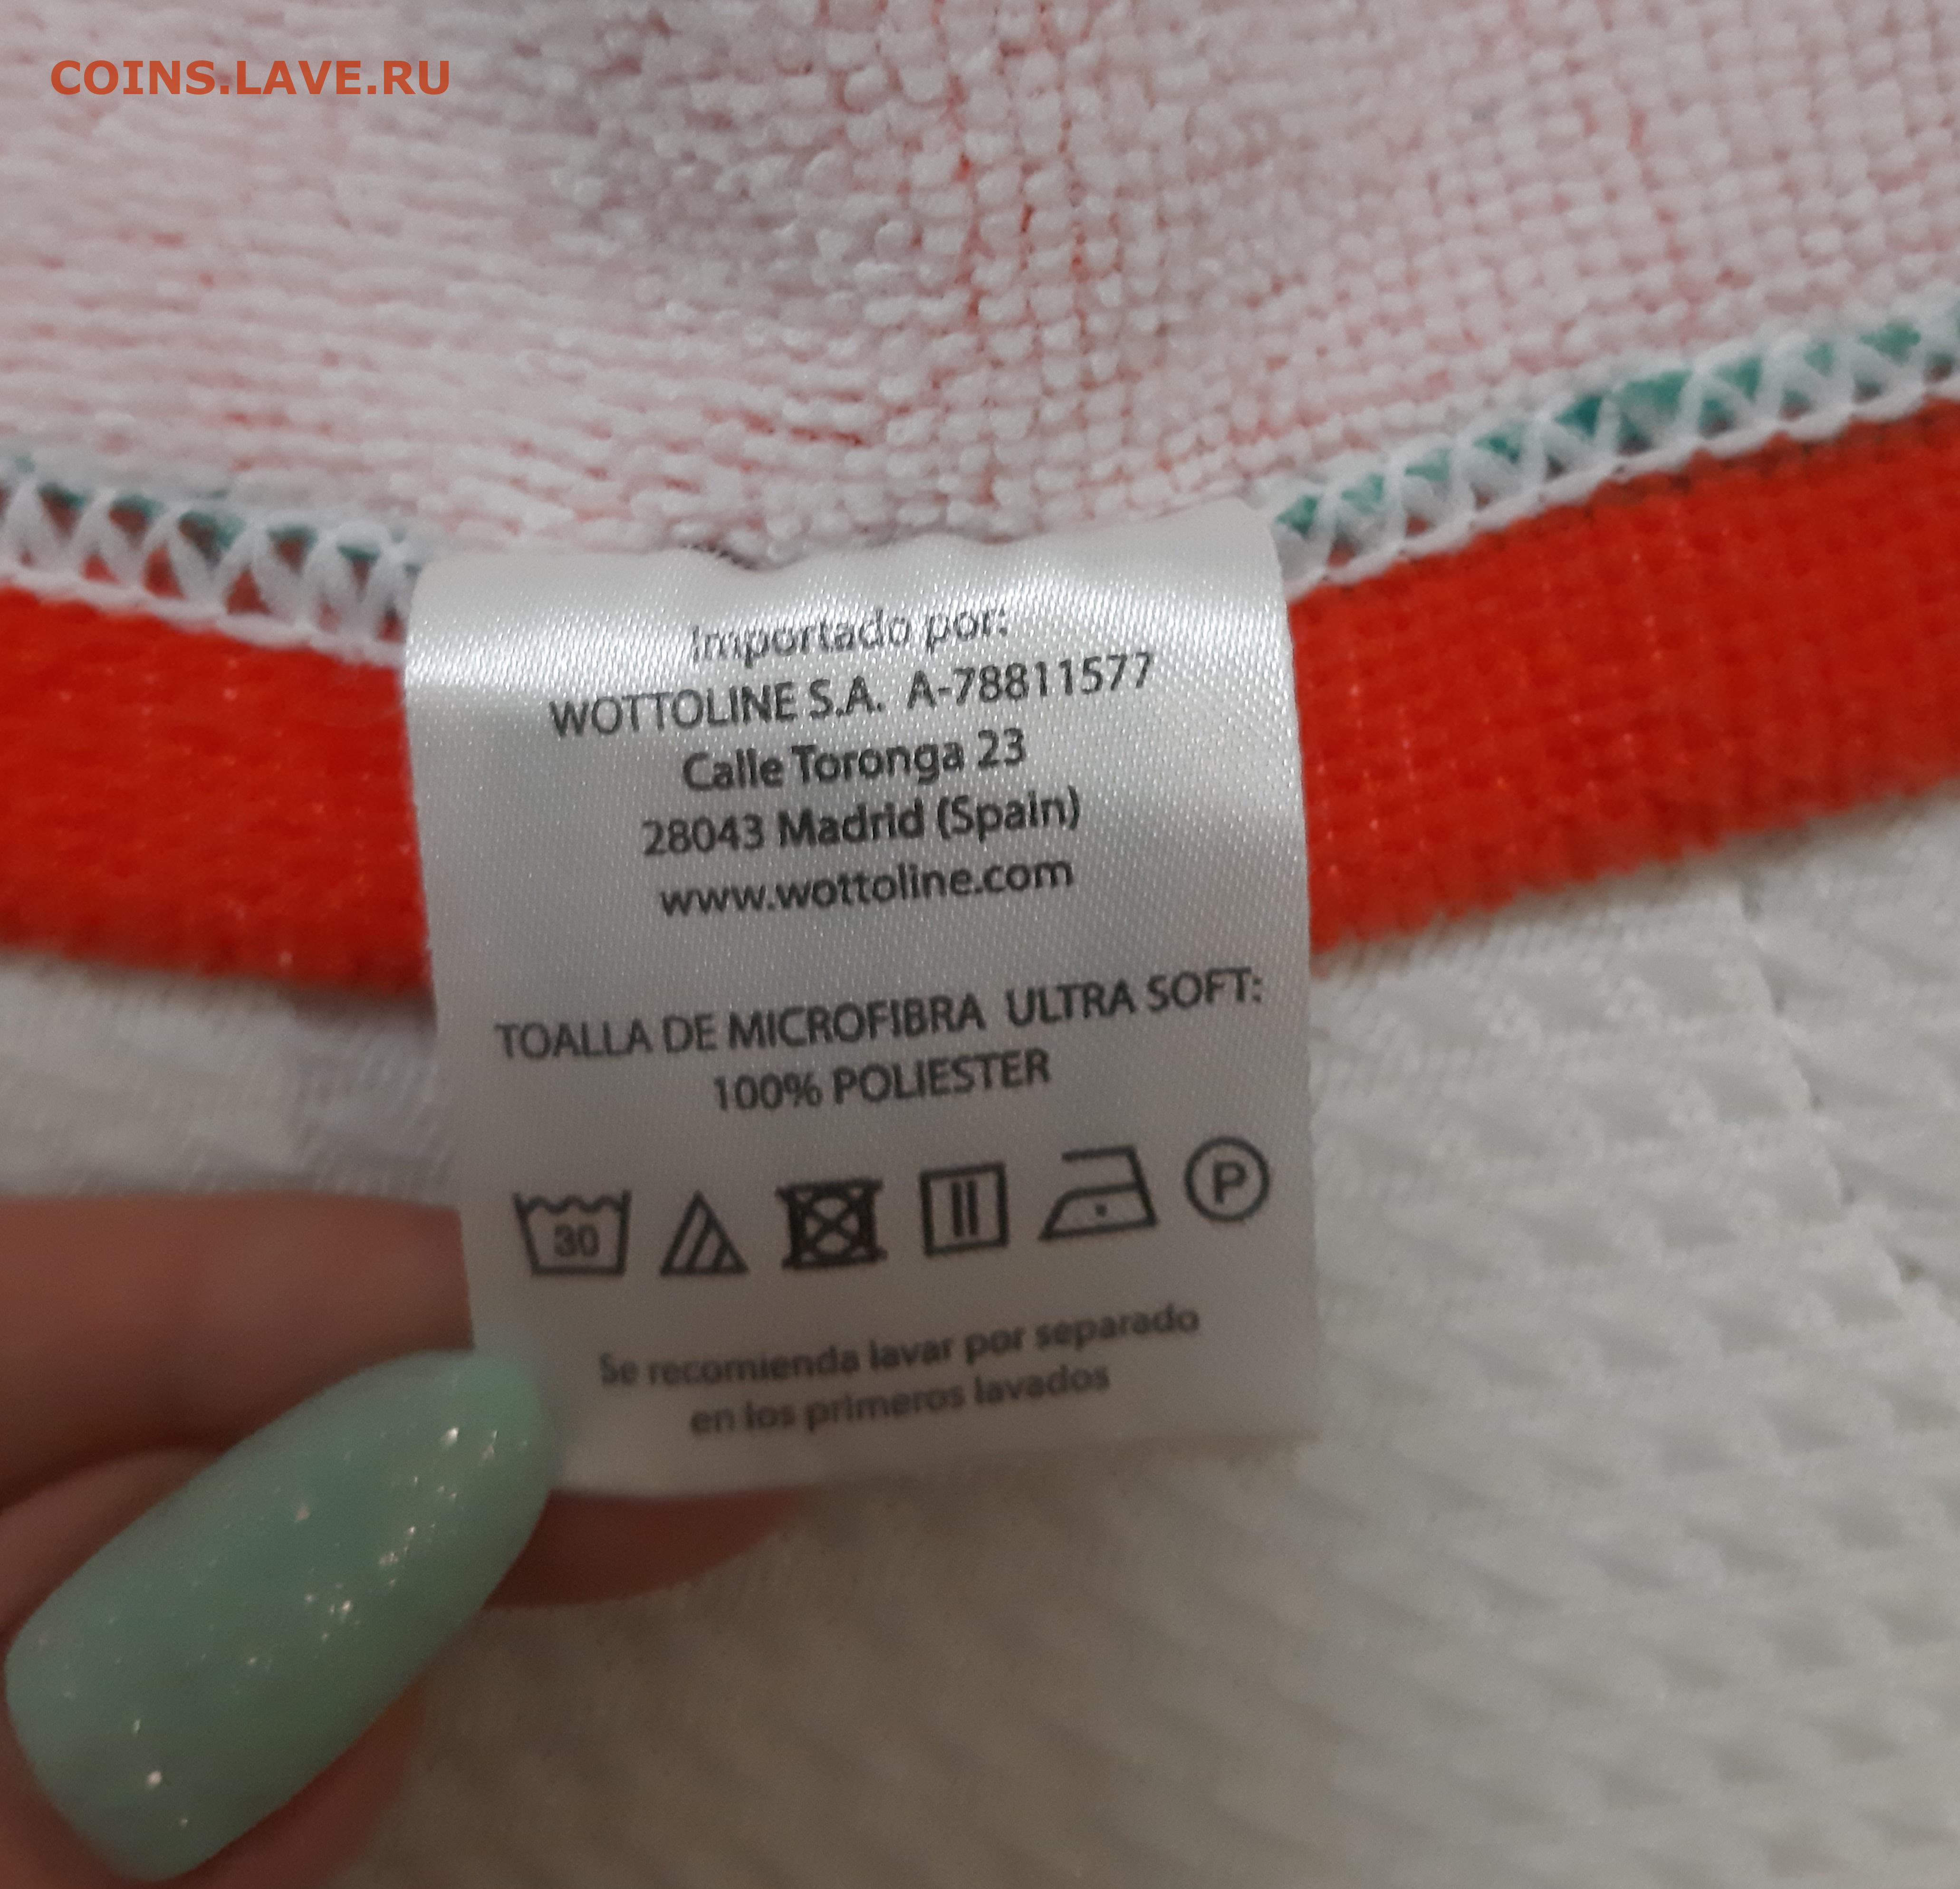 COINS.LAVE.RU
Importado por:
WOTTOLINE S.A. A-78811577
Calle Toronga 23
28043 Madrid (Spain)
www.wottoline.com
TOALLA DE MICROFIBRA ULTRA SOFT:
100% POLIESTER
30 P
Se recomienda lavar por separado
en los primeros lavados